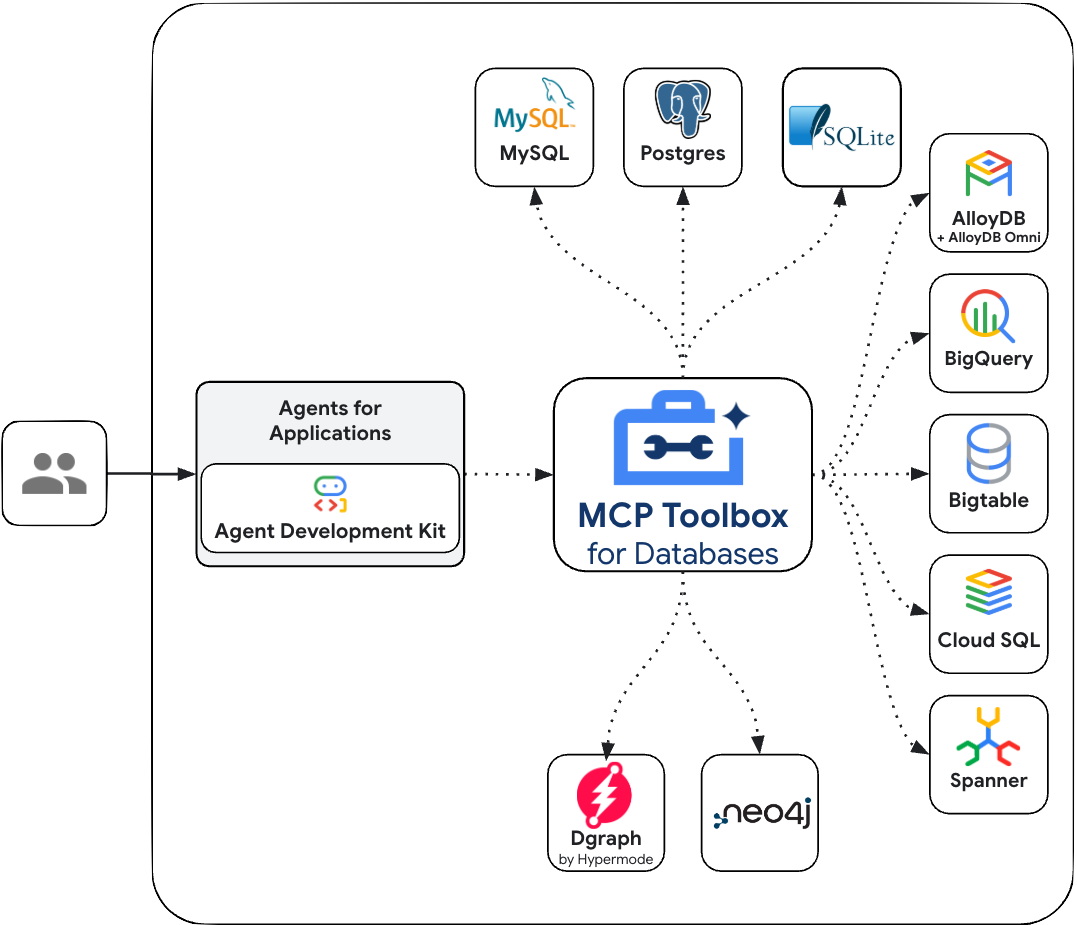 MySQL™
MySQL
Postgres
SQLite
AlloyDB
+ AlloyDB Omni
BigQuery
Agents for
Applications
Agent Development Kit
MCP Toolbox
for Databases
Bigtable
Cloud SQL
Spanner
Dgraph
by Hypermode
neo4j